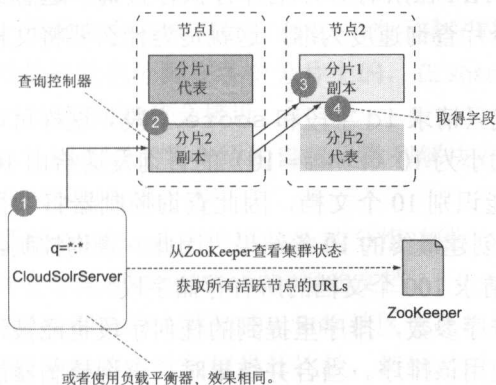 节点1
节点2
分片1
代表
分片1
副本
查询控制器
3
4
2
分片2
副本
分片2
代表
取得字段
1
q=*:*
CloudSolrServer
从ZooKeeper查看集群状态
获取所有活跃节点的URLs
ZooKeeper
或者使用负载平衡器、效果相同。